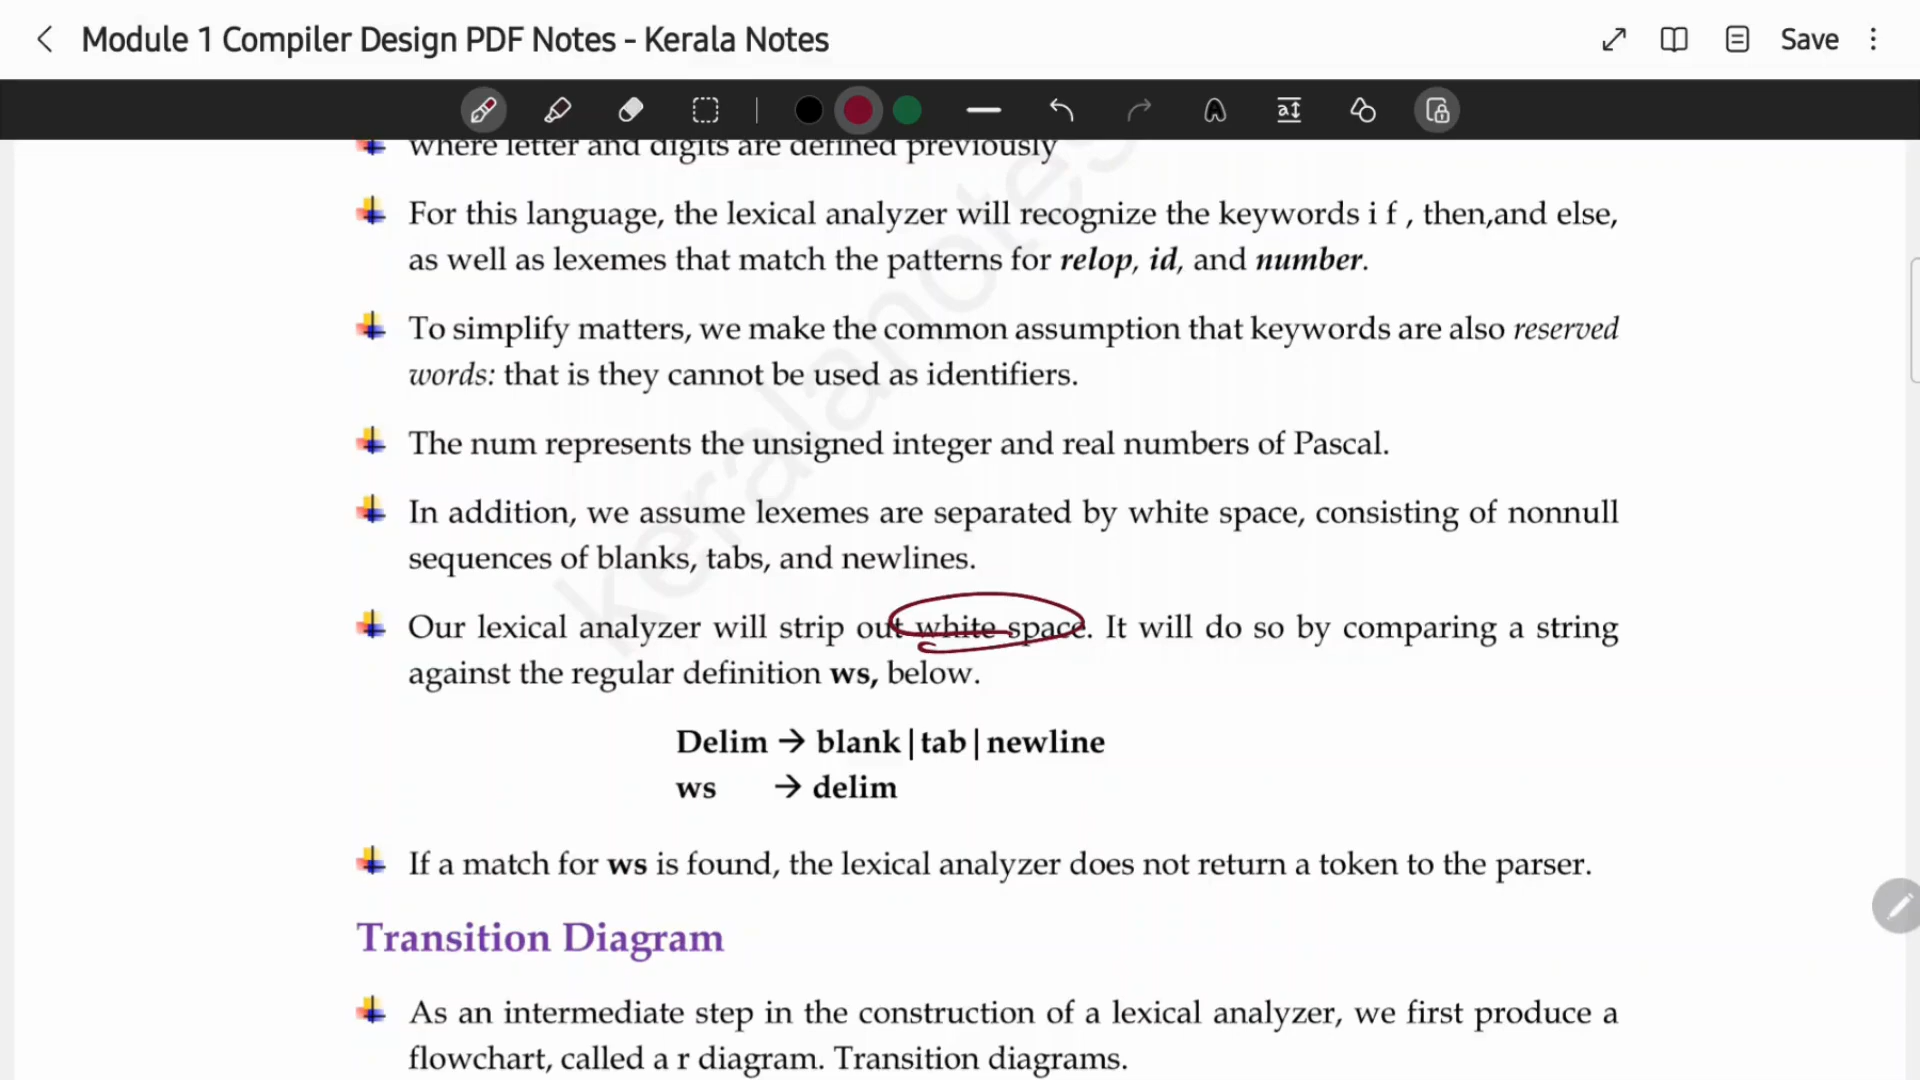 Module 1 Compiler Design PDF Notes - Kerala Notes
Save
where letter and digits are defined previously
For this language, the lexical analyzer will recognize the keywords i f , then,and else,
as well as lexemes that match the patterns for relop, id, and number.
To simplify matters, we make the common assumption that keywords are also reserved
words: that is they cannot be used as identifiers.
The num represents the unsigned integer and real numbers of Pascal.
In addition, we assume lexemes are separated by white space, consisting of nonnull
sequences of blanks, tabs, and newlines.
Our lexical analyzer will strip out white space. It will do so by comparing a string
against the regular definition ws, below.
Delim → blank|tab|newline
ws → delim
If a match for ws is found, the lexical analyzer does not return a token to the parser.
Transition Diagram
As an intermediate step in the construction of a lexical analyzer, we first produce a
flowchart, called a r diagram. Transition diagrams.
keralanotes